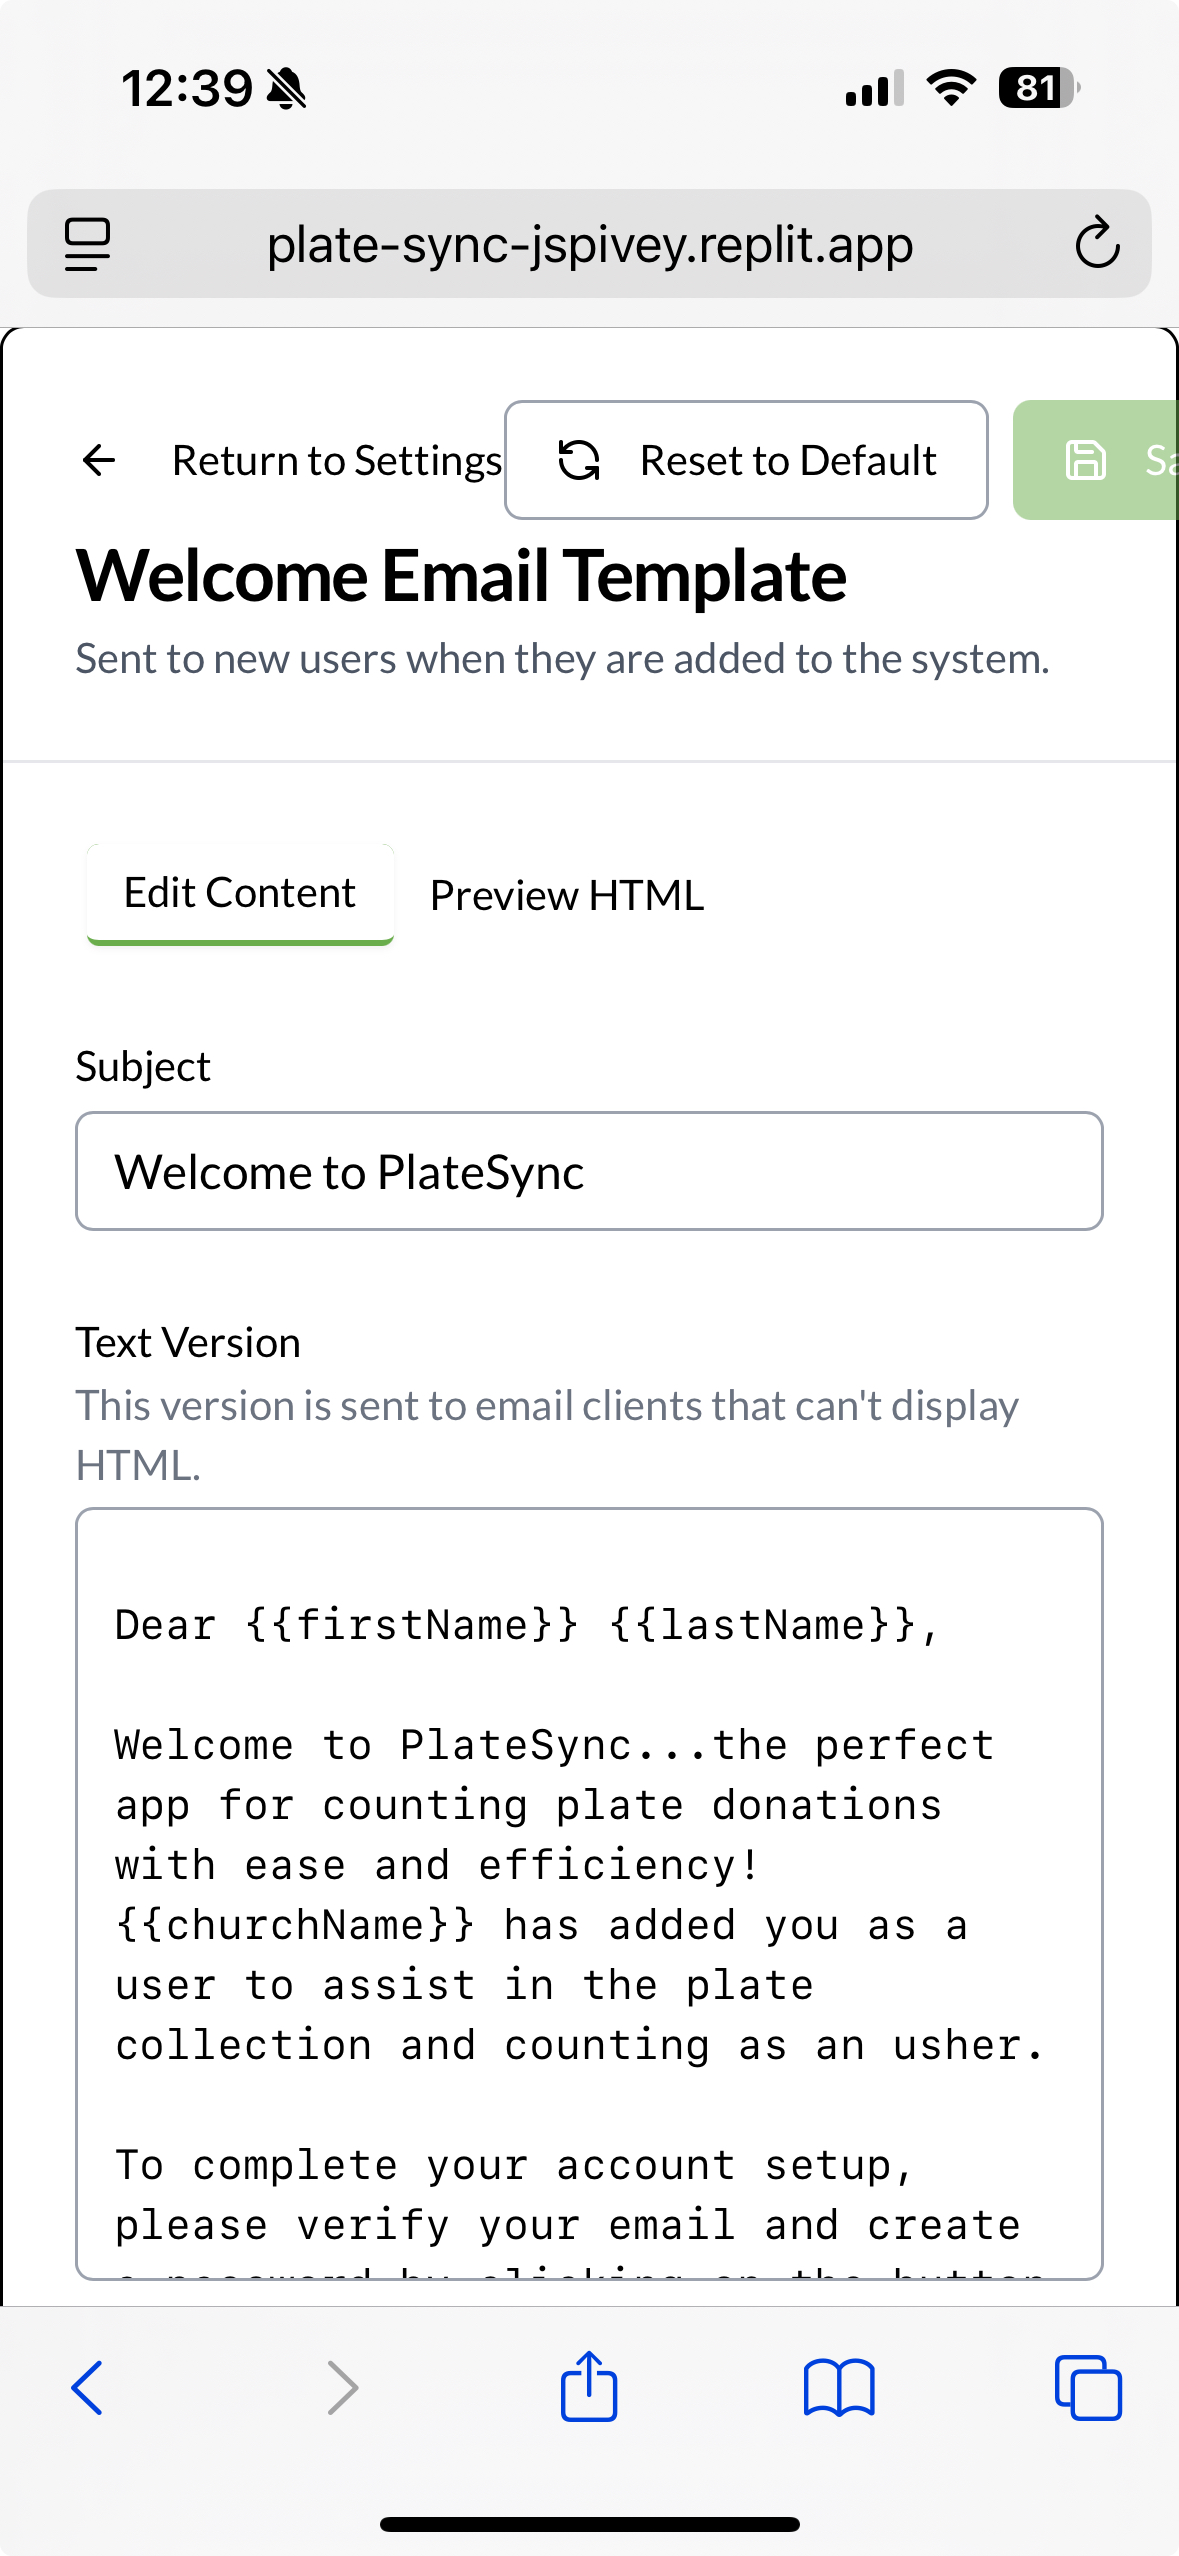 12:39
81
plate-sync-jspivey.replit.app
Return to Settings
Reset to Default
Welcome Email Template
Sent to new users when they are added to the system.
Edit Content
Preview HTML
Subject
Welcome to PlateSync
Text Version
This version is sent to email clients that can't display
HTML.
Dear {{firstName}} {{lastName}},
Welcome to PlateSync...the perfect
app for counting plate donations
with ease and efficiency!
{{churchName}} has added you as a
user to assist in the plate
collection and counting as an usher.
To complete your account setup,
please verify your email and create